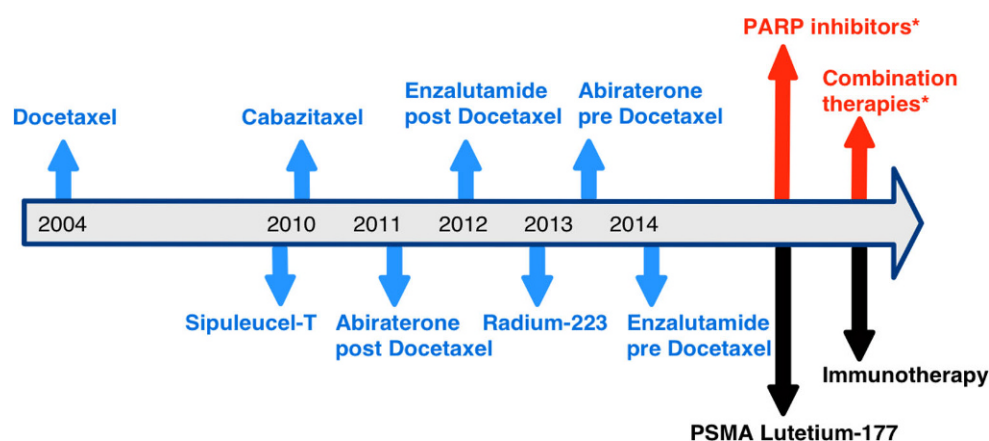 PARP inhibitors*
Combination
therapies*
Enzalutamide
post Docetaxel
Abiraterone
pre Docetaxel
Docetaxel
Cabazitaxel
2004
2010
2011
2012
2013
2014
Sipuleucel-T
Abiraterone
post Docetaxel
Radium-223
Enzalutamide
pre Docetaxel
Immunotherapy
PSMA Lutetium-177